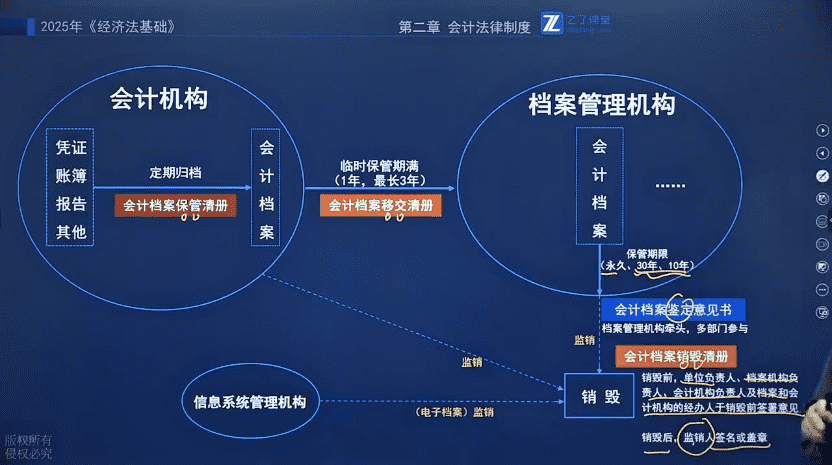 2025年《经济法基础》
第二章 会计法律制度
之了课堂
会计机构
凭证
账簿
报告
其他
定期归档
会计档案保管清册
会
计
档
案
临时保管期满
（1年，最长3年）
会计档案移交清册
档案管理机构
会
计
档
案
……
保管期限
（永久、30年、10年）
会计档案鉴定意见书
档案管理机构牵头，多部门参与
监销
会计档案销毁清册
监销
销毁
销毁前，单位负责人、档案机构负
责人、会计机构负责人及档案和会
计机构的经办人于销毁前签署意见
销毁后，监销人签名或盖章
信息系统管理机构
（电子档案）监销
版权所有
侵权必究